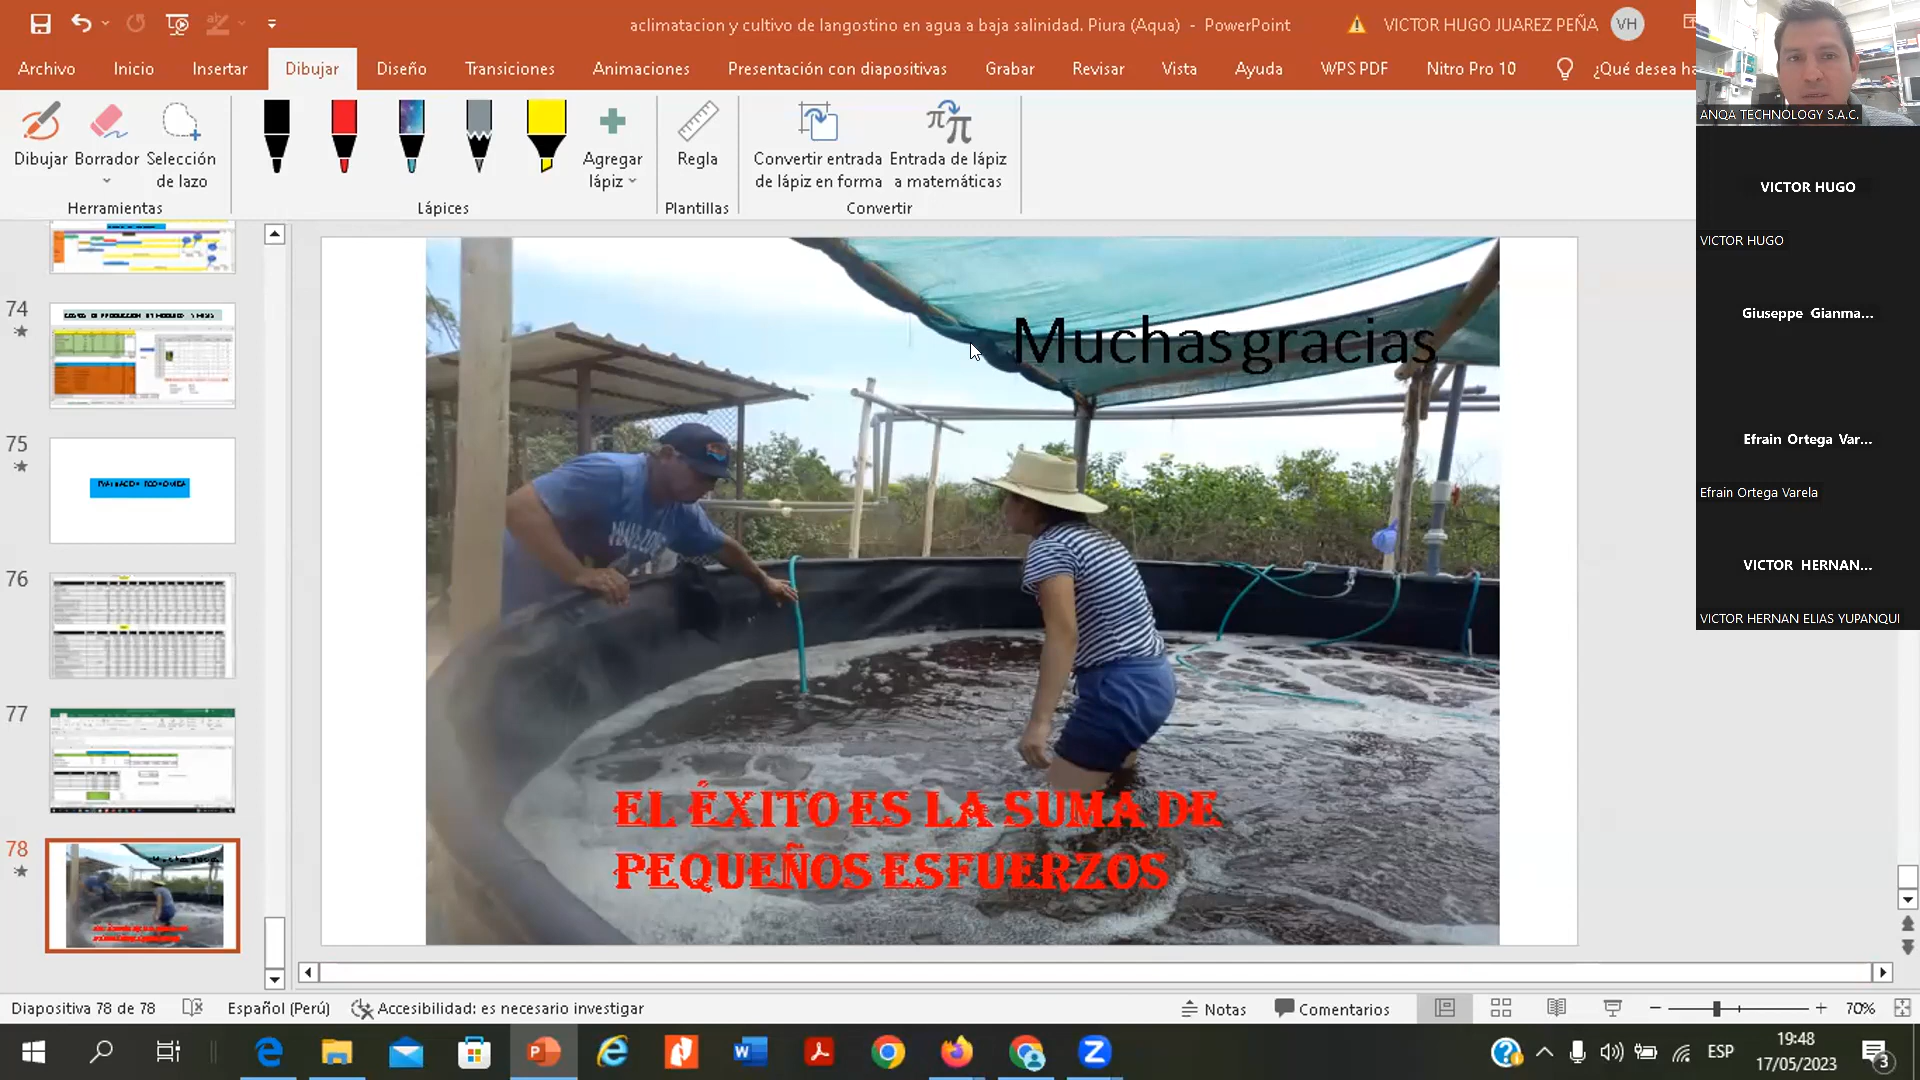 aclimatacion y cultivo de langostino en agua a baja salinidad. Piura (Aqua) - PowerPoint
VICTOR HUGO JUAREZ PEÑA
VH
Archivo
Inicio
Insertar
Dibujar
Diseño
Transiciones
Animaciones
Presentación con diapositivas
Grabar
Revisar
Vista
Ayuda
WPS PDF
Nitro Pro 10
¿Qué desea ha
Dibujar
Borrador
Selección
de lazo
Herramientas
Agregar
lápiz
Lápices
Regla
Plantillas
Convertir entrada
de lápiz en forma
Entrada de lápiz
a matemáticas
Convertir
ANQA TECHNOLOGY S.A.C.
VICTOR HUGO
VICTOR HUGO
Giuseppe Gianma...
Efrain Ortega Var...
Efrain Ortega Varela
VICTOR HERNAN...
VICTOR HERNAN ELIAS YUPANQUI
74
75
76
77
78
Muchas gracias
EL ÉXITO ES LA SUMA DE
PEQUEÑOS ESFUERZOS
Diapositiva 78 de 78
Español (Perú)
Accesibilidad: es necesario investigar
Notas
Comentarios
70%
ESP
19:48
17/05/2023
3